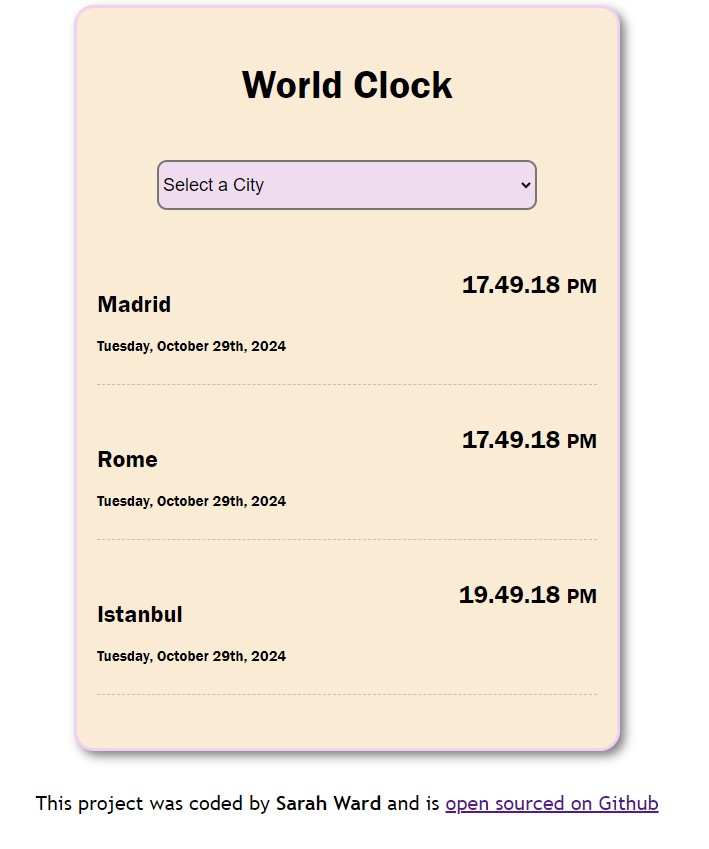 World Clock
Select a City
Madrid
17.49.18 PM
Tuesday, October 29th, 2024
Rome
17.49.18 PM
Tuesday, October 29th, 2024
Istanbul
19.49.18 PM
Tuesday, October 29th, 2024
This project was coded by Sarah Ward and is open sourced on Github